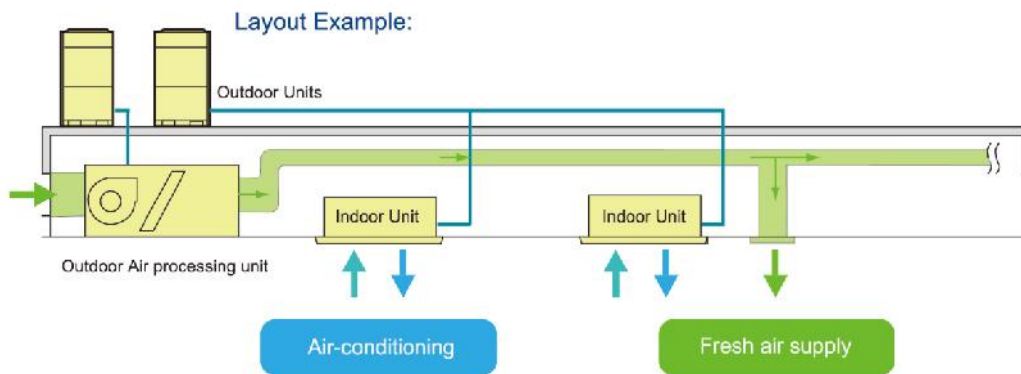 Layout Example:
Outdoor Units
Indoor Unit
Indoor Unit
Outdoor Air processing unit
Air-conditioning
Fresh air supply